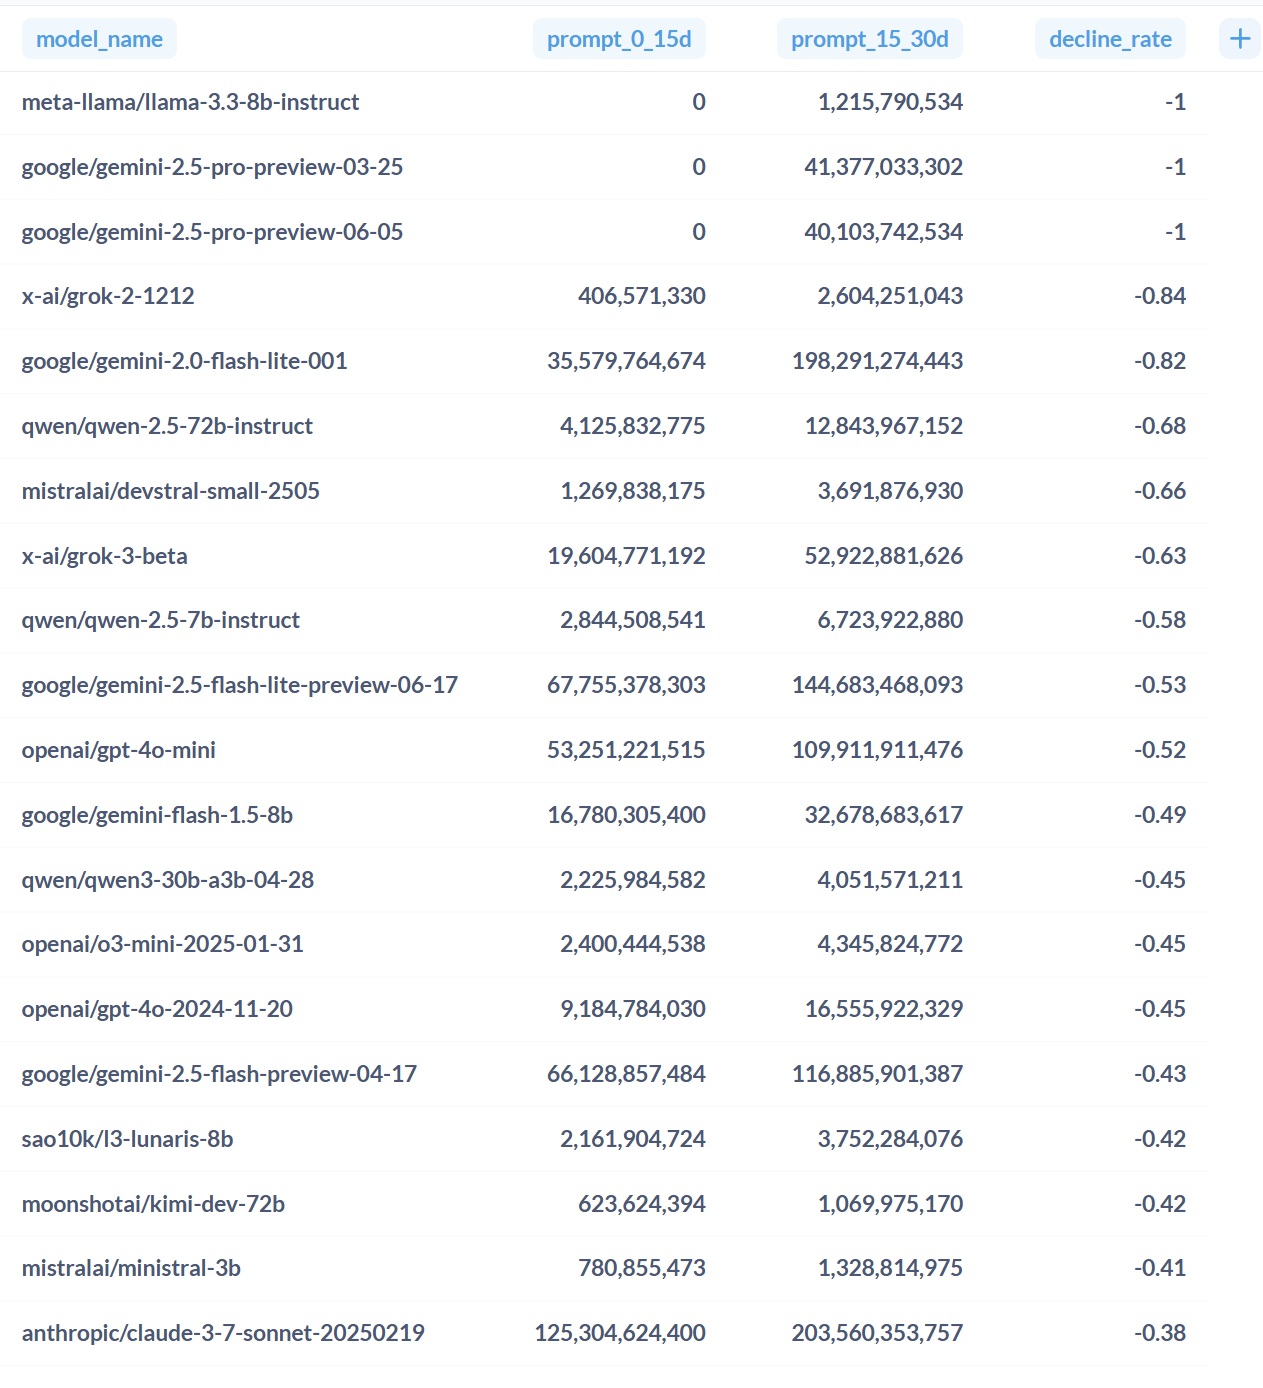 model_name prompt_0_15d prompt_15_30d decline_rate +
meta-llama/llama-3.3-8b-instruct 0 1,215,790,534 -1
google/gemini-2.5-pro-preview-03-25 0 41,377,033,302 -1
google/gemini-2.5-pro-preview-06-05 0 40,103,742,534 -1
x-ai/grok-2-1212 406,571,330 2,604,251,043 -0.84
google/gemini-2.0-flash-lite-001 35,579,764,674 198,291,274,443 -0.82
qwen/qwen-2.5-72b-instruct 4,125,832,775 12,843,967,152 -0.68
mistralai/devstral-small-2505 1,269,838,175 3,691,876,930 -0.66
x-ai/grok-3-beta 19,604,771,192 52,922,881,626 -0.63
qwen/qwen-2.5-7b-instruct 2,844,508,541 6,723,922,880 -0.58
google/gemini-2.5-flash-lite-preview-06-17 67,755,378,303 144,683,468,093 -0.53
openai/gpt-4o-mini 53,251,221,515 109,911,911,476 -0.52
google/gemini-flash-1.5-8b 16,780,305,400 32,678,683,617 -0.49
qwen/qwen3-30b-a3b-04-28 2,225,984,582 4,051,571,211 -0.45
openai/o3-mini-2025-01-31 2,400,444,538 4,345,824,772 -0.45
openai/gpt-4o-2024-11-20 9,184,784,030 16,555,922,329 -0.45
google/gemini-2.5-flash-preview-04-17 66,128,857,484 116,885,901,387 -0.43
sao10k/l3-lunaris-8b 2,161,904,724 3,752,284,076 -0.42
moonshotai/kimi-dev-72b 623,624,394 1,069,975,170 -0.42
mistralai/ministral-3b 780,855,473 1,328,814,975 -0.41
anthropic/claude-3-7-sonnet-20250219 125,304,624,400 203,560,353,757 -0.38